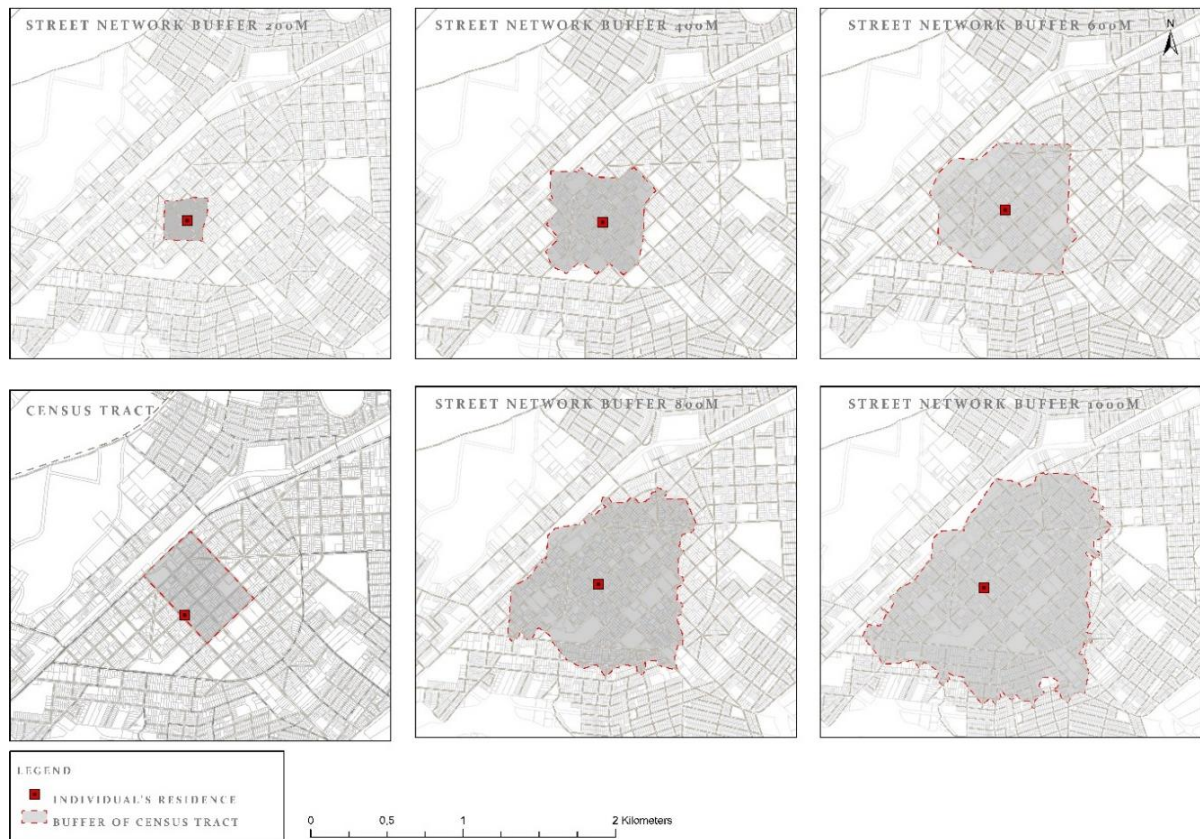 STREET NETWORK BUFFER 200M
STREET NETWORK BUFFER 400M
STREET NETWORK BUFFER 600M
N
CENSUS TRACT
STREET NETWORK BUFFER 800M
STREET NETWORK BUFFER 1000M
LEGEND
INDIVIDUAL'S RESIDENCE
BUFFER OF CENSUS TRACT
0 0,5 1 2 Kilometers